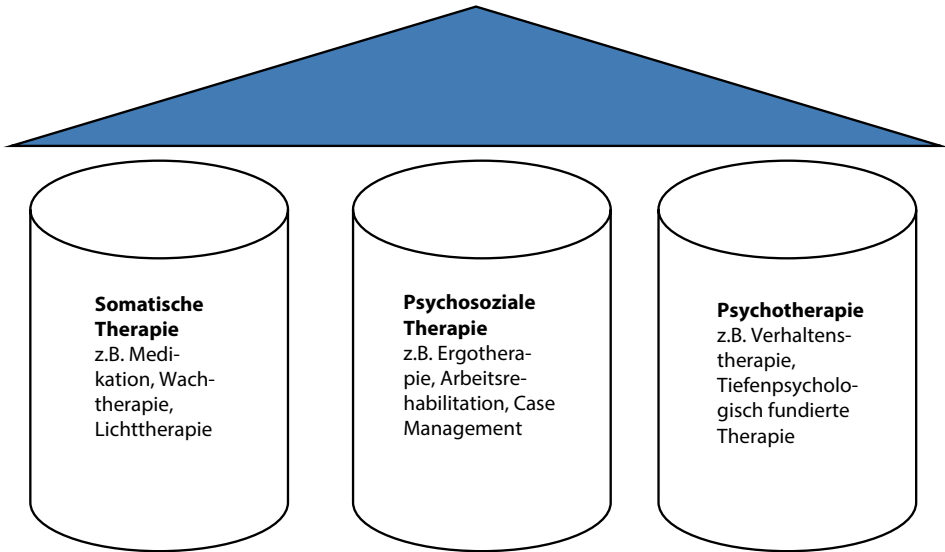 Somatische
Therapie
z.B. Medi-
kation, Wach-
therapie,
Lichttherapie
Psychosoziale
Therapie
z.B. Ergothera-
pie, Arbeitsre-
habilitation, Case
Management
Psychotherapie
z.B. Verhaltens-
therapie,
Tiefenpsycholo-
gisch fundierte
Therapie